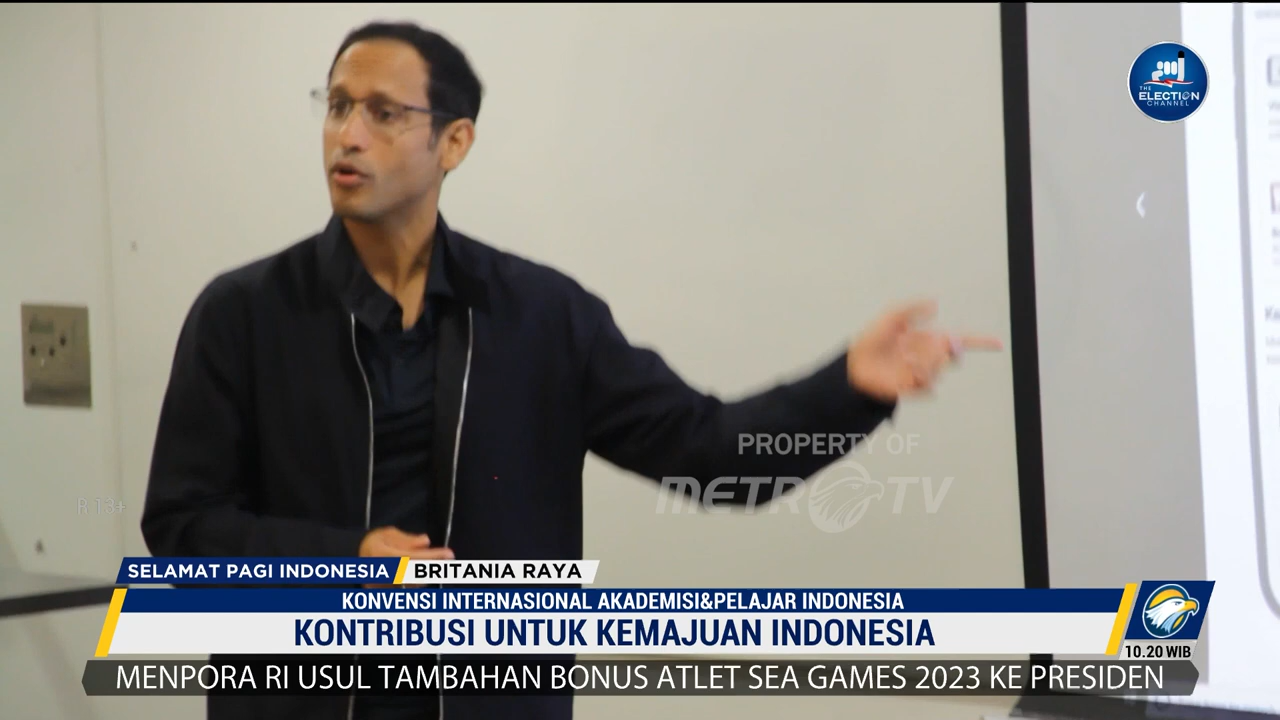 THE
ELECTION
CHANNEL
PROPERTY OF
METRO TV
R 13+
SELAMAT PAGI INDONESIA
BRITANIA RAYA
KONVENSI INTERNASIONAL AKADEMISI&PELAJAR INDONESIA
KONTRIBUSI UNTUK KEMAJUAN INDONESIA
10.20 WIB
MENPORA RI USUL TAMBAHAN BONUS ATLET SEA GAMES 2023 KE PRESIDEN